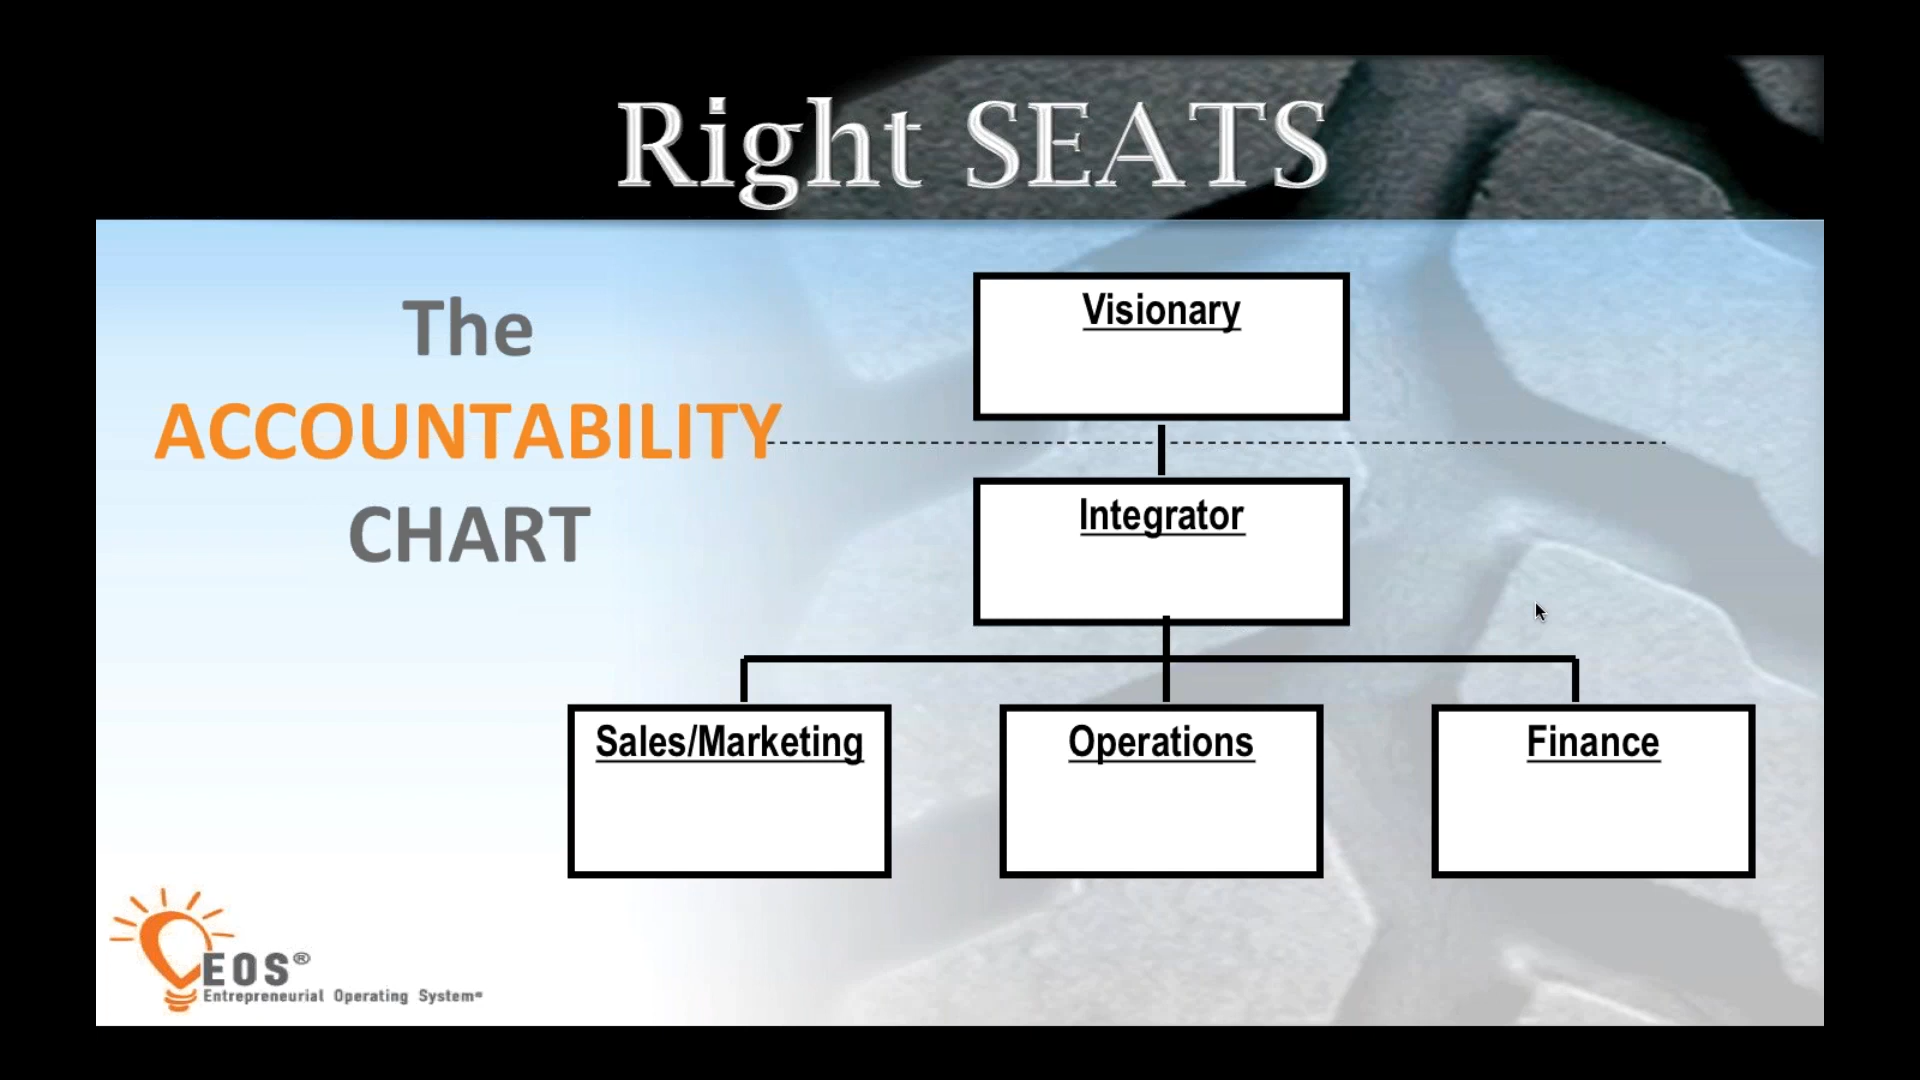 Right SEATS
The
ACCOUNTABILITY
CHART
Visionary
Integrator
Sales/Marketing
Operations
Finance
EOS®
Entrepreneurial Operating System